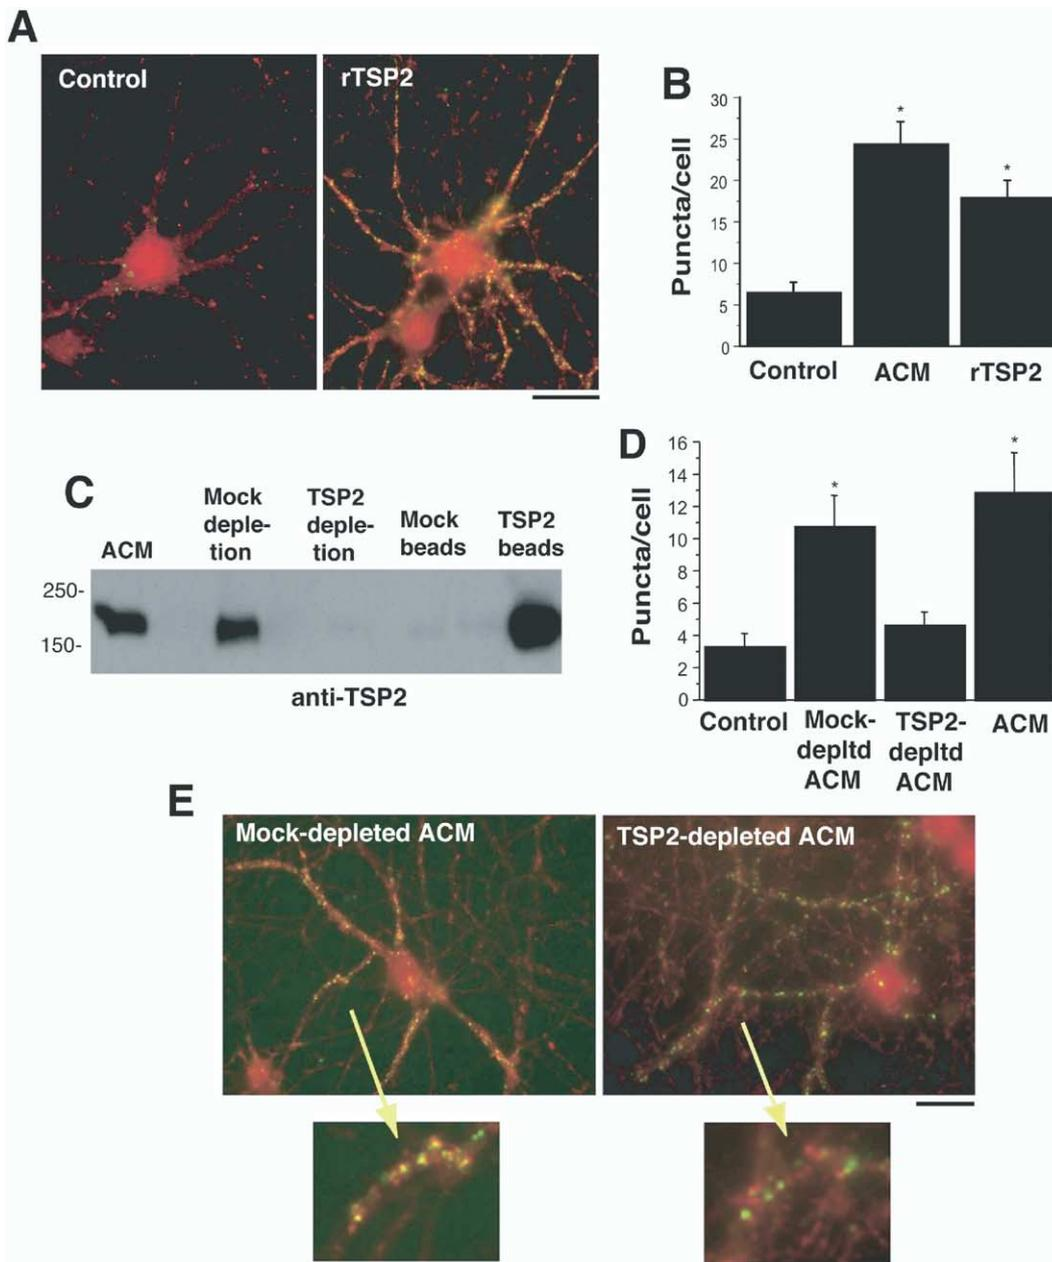 A
Control
rTSP2
B
Puncta/cell
30
25
20
15
10
5
0
*
*
Control
ACM
rTSP2
C
ACM
Mock
deple-
tion
TSP2
deple-
tion
Mock
beads
TSP2
beads
250-
150-
anti-TSP2
D
Puncta/cell
16
14
12
10
8
6
4
2
0
*
*
Control
Mock-
depltd
ACM
TSP2-
depltd
ACM
ACM
E
Mock-depleted ACM
TSP2-depleted ACM